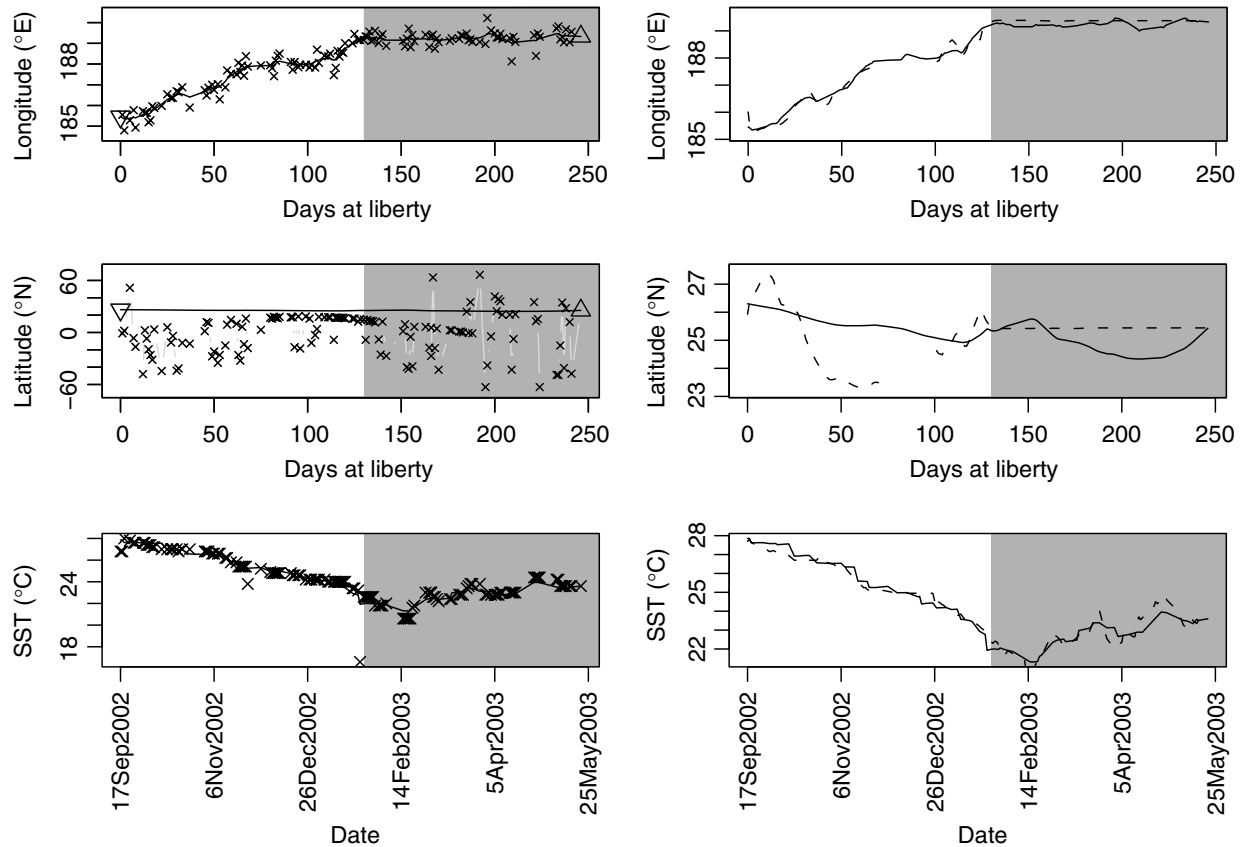 Longitude (°E)
188
185
0 50 100 150 200 250
Days at liberty
Longitude (°E)
188
185
0 50 100 150 200 250
Days at liberty
Latitude (°N)
60
0
−60
0 50 100 150 200 250
Days at liberty
Latitude (°N)
27
25
23
0 50 100 150 200 250
Days at liberty
SST (°C)
24
18
17Sep2002
6Nov2002
26Dec2002
14Feb2003
5Apr2003
25May2003
Date
SST (°C)
28
25
22
17Sep2002
6Nov2002
26Dec2002
14Feb2003
5Apr2003
25May2003
Date